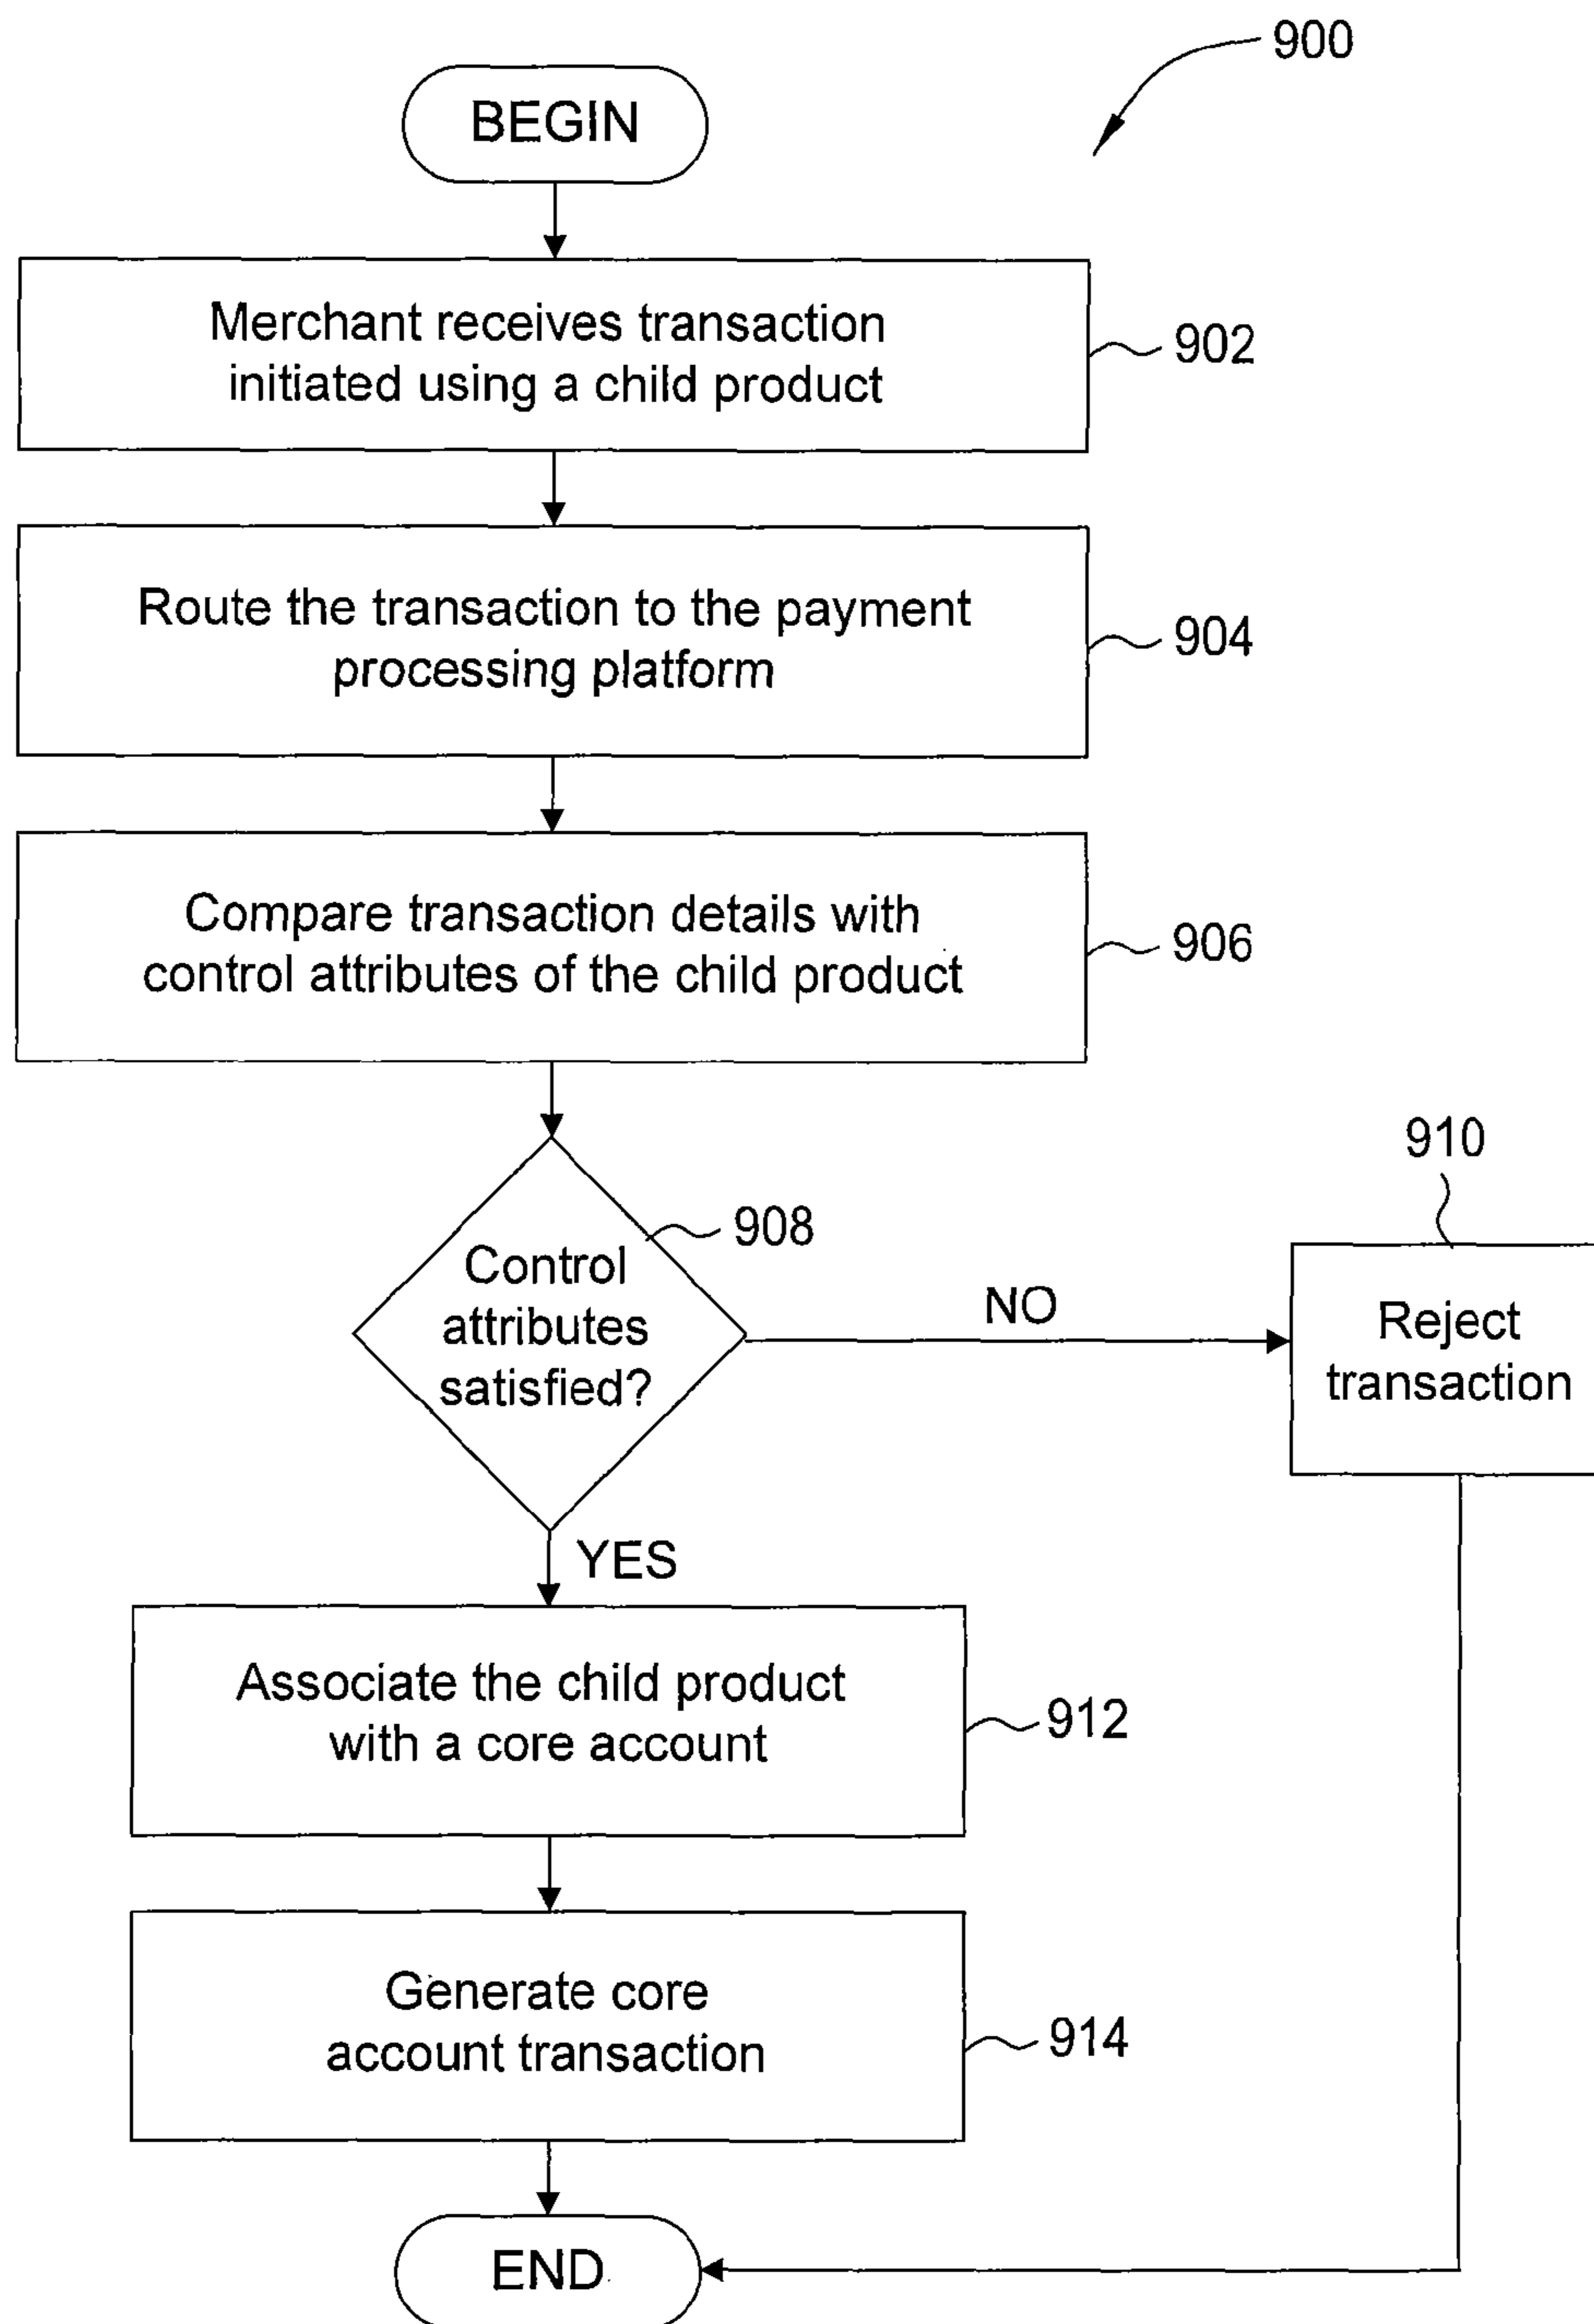 900
BEGIN
Merchant receives transaction
initiated using a child product
902
Route the transaction to the payment
processing platform
904
Compare transaction details with
control attributes of the child product
906
Control
attributes
satisfied?
908
NO
910
Reject
transaction
YES
Associate the child product
with a core account
912
Generate core
account transaction
914
END